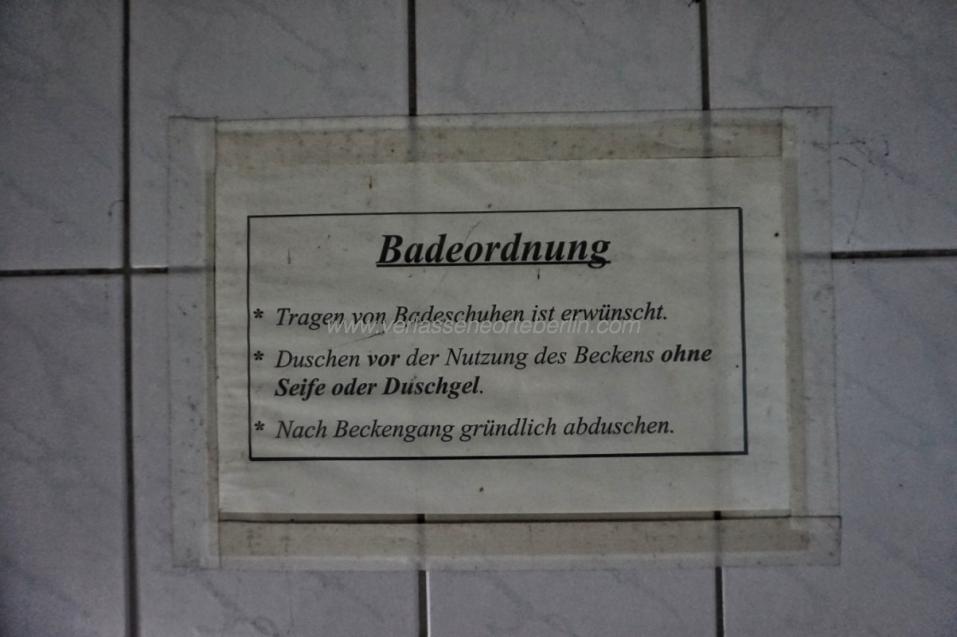 Badeordnung
* Tragen von Badeschuhen ist erwünscht.
www.verlasseneorteberlin.com
* Duschen vor der Nutzung des Beckens ohne
Seife oder Duschgel.
* Nach Beckengang gründlich abduschen.